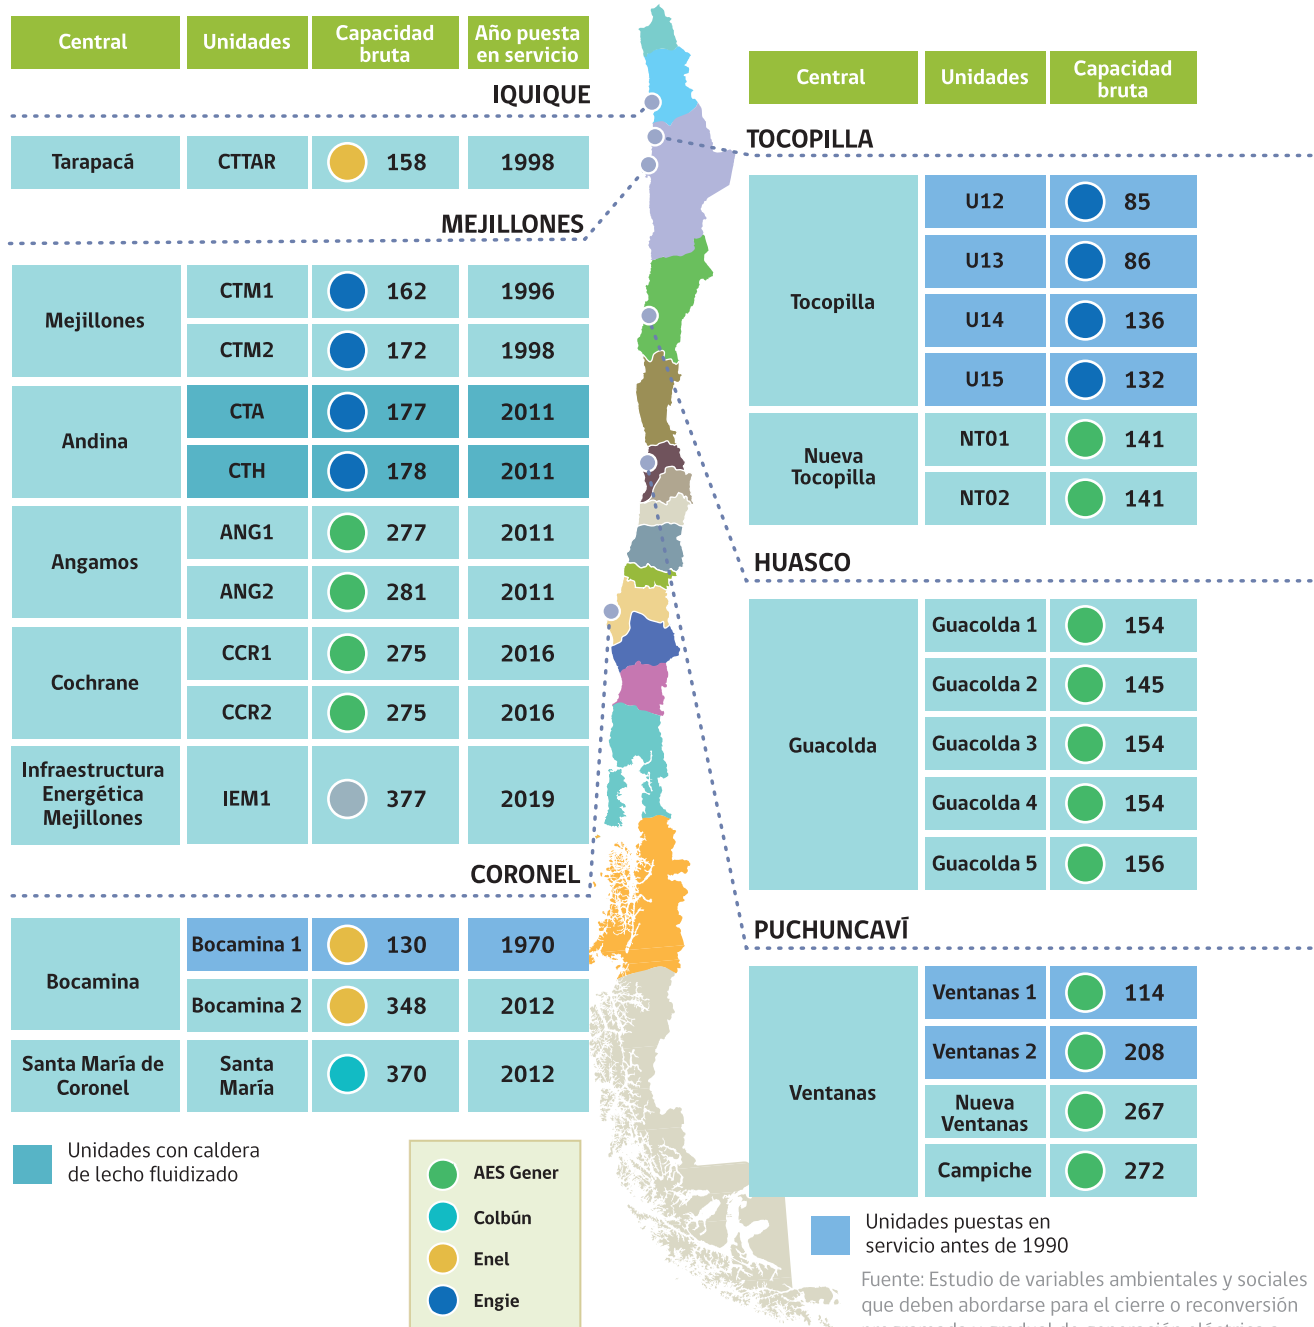 Central Unidades Capacidad bruta Año puesta en servicio
IQUIQUE
Tarapacá CTTAR 158 1998
MEJILLONES
Mejillones
CTM1 162 1996
CTM2 172 1998
Andina
CTA 177 2011
CTH 178 2011
Angamos
ANG1 277 2011
ANG2 281 2011
Cochrane
CCR1 275 2016
CCR2 275 2016
Infraestructura
Energética
Mejillones
IEM1 377 2019
CORONEL
Bocamina
Bocamina 1 130 1970
Bocamina 2 348 2012
Santa María de
Coronel
Santa
María
370 2012
Unidades con caldera
de lecho fluidizado
AES Gener
Colbún
Enel
Engie
Central Unidades Capacidad bruta
TOCOPILLA
Tocopilla
U12 85
U13 86
U14 136
U15 132
Nueva
Tocopilla
NT01 141
NT02 141
HUASCO
Guacolda
Guacolda 1 154
Guacolda 2 145
Guacolda 3 154
Guacolda 4 154
Guacolda 5 156
PUCHUNCAVÍ
Ventanas
Ventanas 1 114
Ventanas 2 208
Nueva
Ventanas
267
Campiche 272
Unidades puestas en
servicio antes de 1990
Fuente: Estudio de variables ambientales y sociales
que deben abordarse para el cierre o reconversión